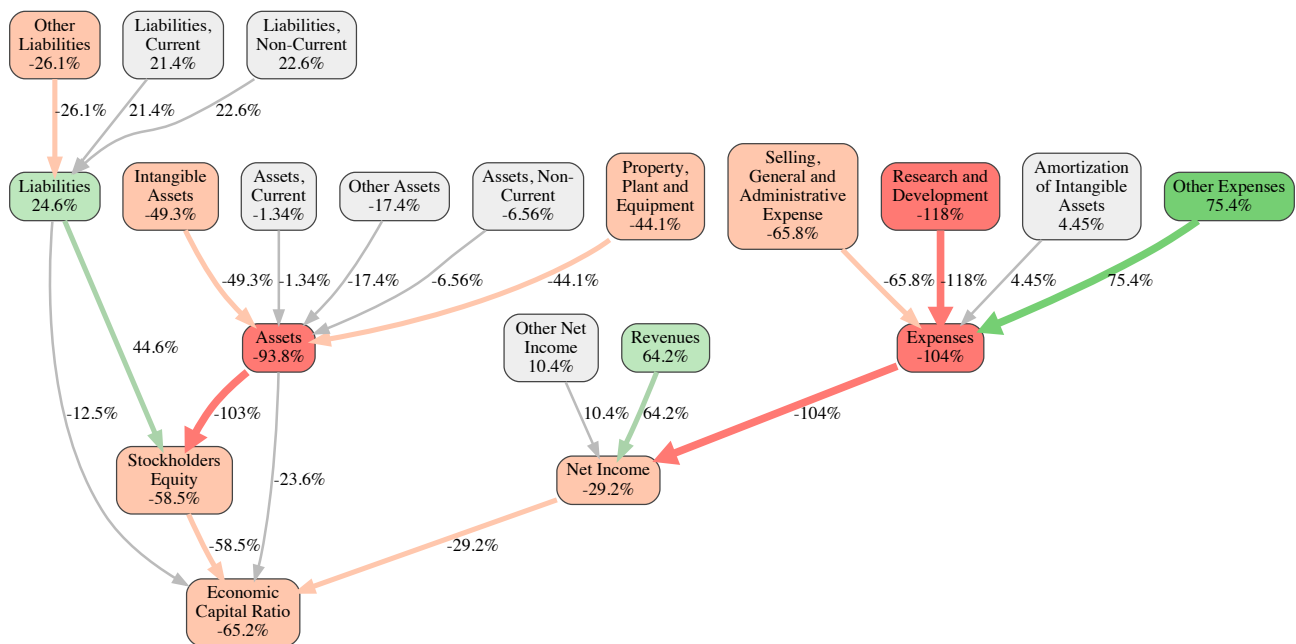 Other
Liabilities
-26.1%
Liabilities,
Current
21.4%
Liabilities,
Non-Current
22.6%
-26.1%
21.4%
22.6%
Liabilities
24.6%
Intangible
Assets
-49.3%
Assets,
Current
-1.34%
Other Assets
-17.4%
Assets, Non-
Current
-6.56%
Property,
Plant and
Equipment
-44.1%
Selling,
General and
Administrative
Expense
-65.8%
Research and
Development
-118%
Amortization
of Intangible
Assets
4.45%
Other Expenses
75.4%
-49.3%
-1.34%
-17.4%
-6.56%
-44.1%
-65.8%
-118%
4.45%
75.4%
44.6%
Assets
-93.8%
Other Net
Income
10.4%
Revenues
64.2%
Expenses
-104%
-12.5%
-103%
10.4%
64.2%
-104%
Stockholders
Equity
-58.5%
-23.6%
Net Income
-29.2%
-58.5%
-29.2%
Economic
Capital Ratio
-65.2%